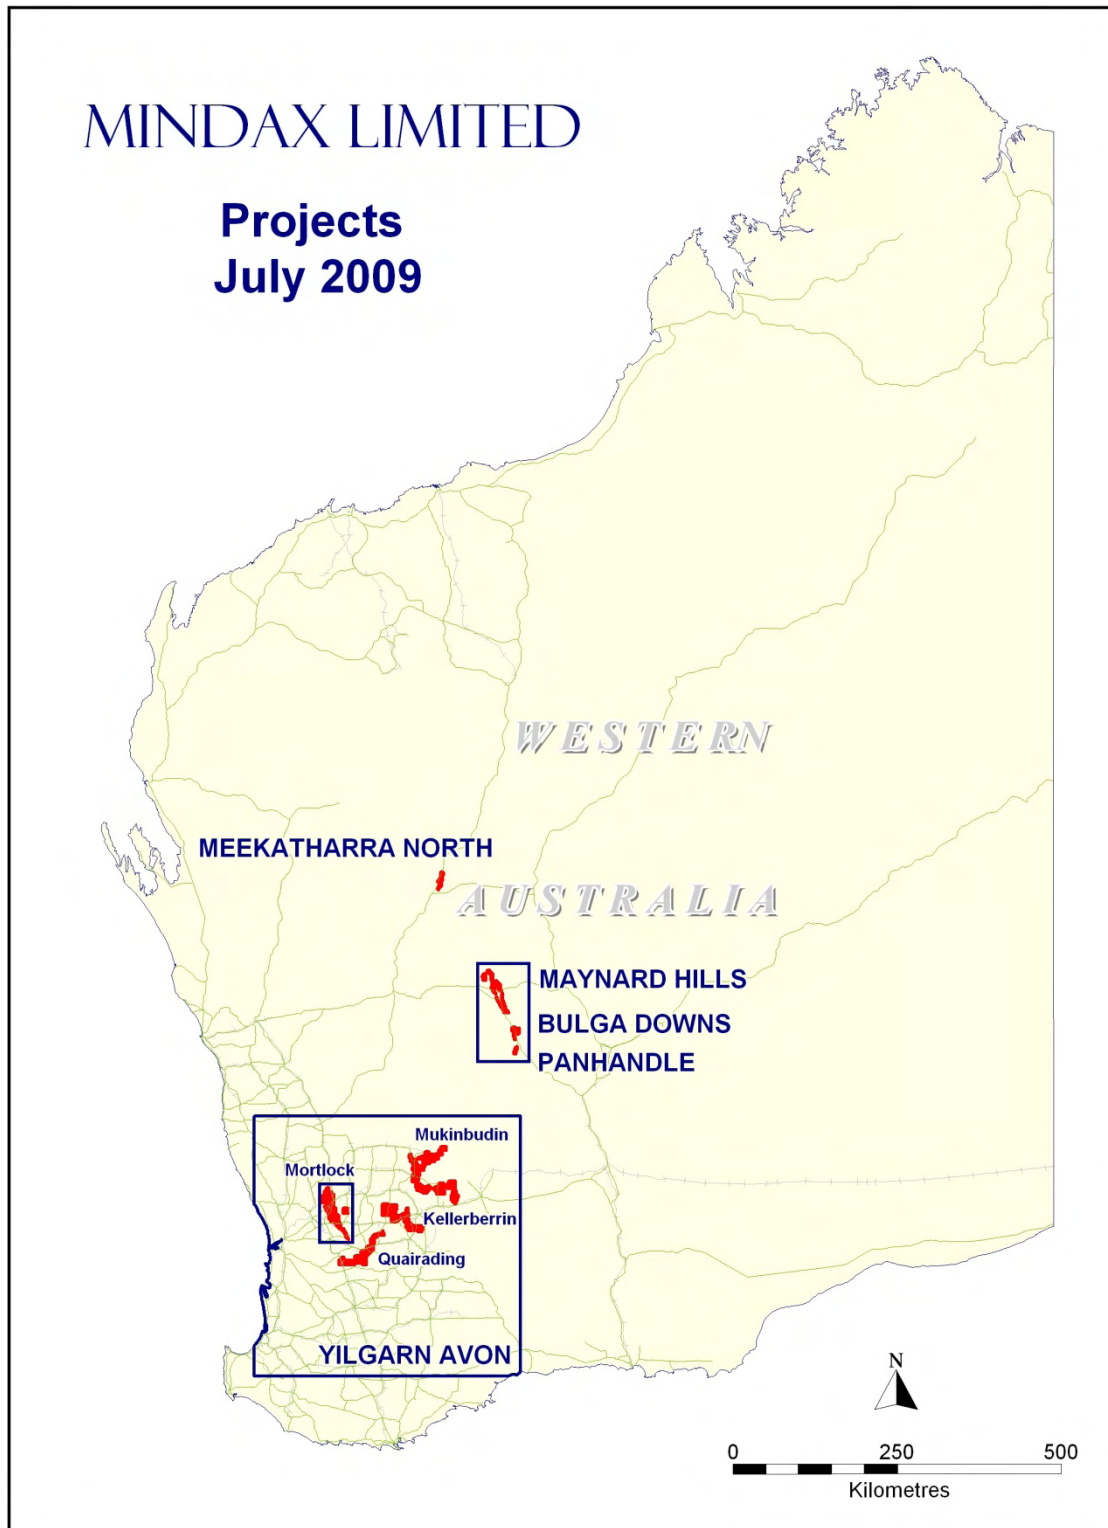 MINDAX LIMITED
Projects
July 2009
WESTERN
MEEKATHARRA NORTH
AUSTRALIA
MAYNARD HILLS
BULGA DOWNS
PANHANDLE
Mukinbudin
Mortlock
Kellerberrin
Quairading
YILGARN AVON
N
0 250 500
Kilometres